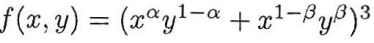 f(x, y) = (x^α y^{1−α} + x^{1−β} y^β)^3